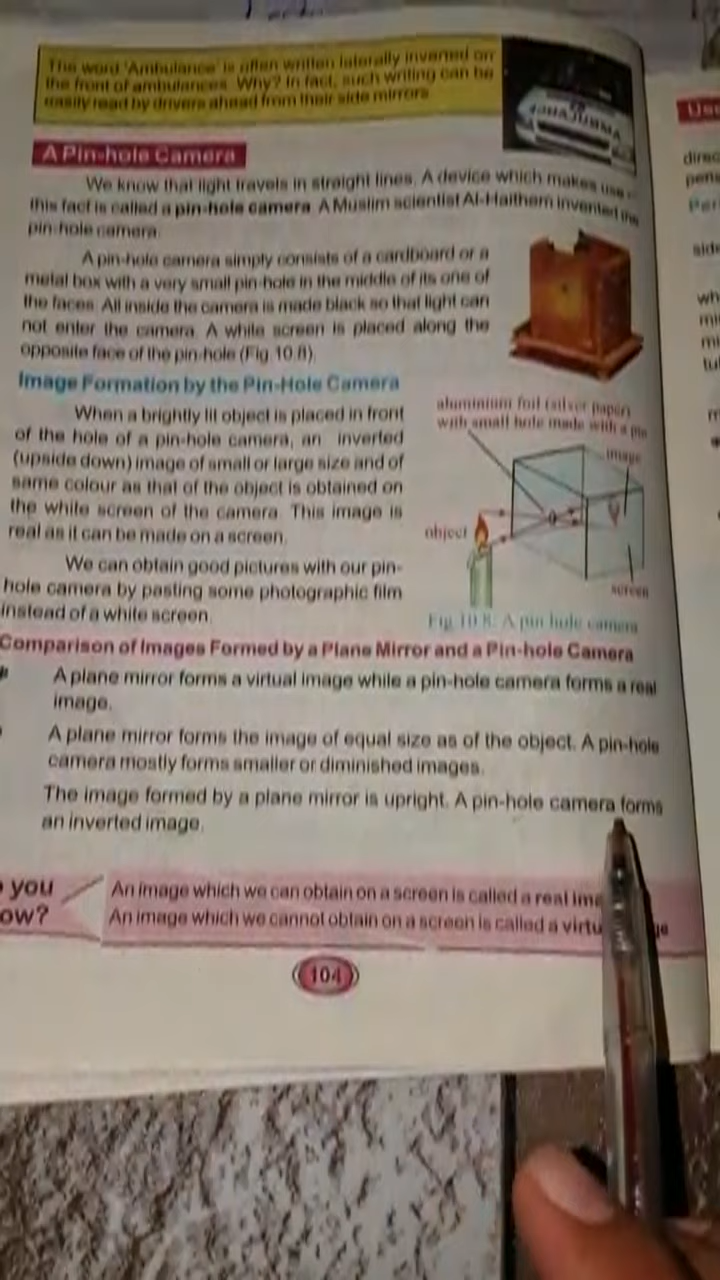 The word 'Ambulance' is often written laterally inverted on
the front of ambulances. Why? In fact, such writing can be
easily read by drivers ahead from their side mirrors
A Pin-hole Camera
We know that light travels in straight lines. A device which makes use
this fact is called a pin-hole camera. A Muslim scientist Al-Haithem invented the
pin-hole camera.
A pin-hole camera simply consists of a cardboard or a
metal box with a very small pin-hole in the middle of its one of
the faces. All inside the camera is made black so that light can
not enter the camera. A white screen is placed along the
opposite face of the pin-hole (Fig. 10.8).
Image Formation by the Pin-Hole Camera
When a brightly lit object is placed in front
of the hole of a pin-hole camera, an inverted
(upside down) image of small or large size and of
same colour as that of the object is obtained on
the white screen of the camera. This image is
real as it can be made on a screen.
We can obtain good pictures with our pin-
hole camera by pasting some photographic film
instead of a white screen.
aluminium foil (silver paper)
with small hole made with a pin
image
object
screen
Fig 10.8: A pin hole camera
Comparison of Images Formed by a Plane Mirror and a Pin-hole Camera
A plane mirror forms a virtual image while a pin-hole camera forms a real
image.
A plane mirror forms the image of equal size as of the object. A pin-hole
camera mostly forms smaller or diminished images.
The image formed by a plane mirror is upright. A pin-hole camera forms
an inverted image.
you
ow?
An image which we can obtain on a screen is called a real ima
An image which we cannot obtain on a screen is called a virtu ge
104
Us
direc
pers
Per
side
wh
mi
mi
tul